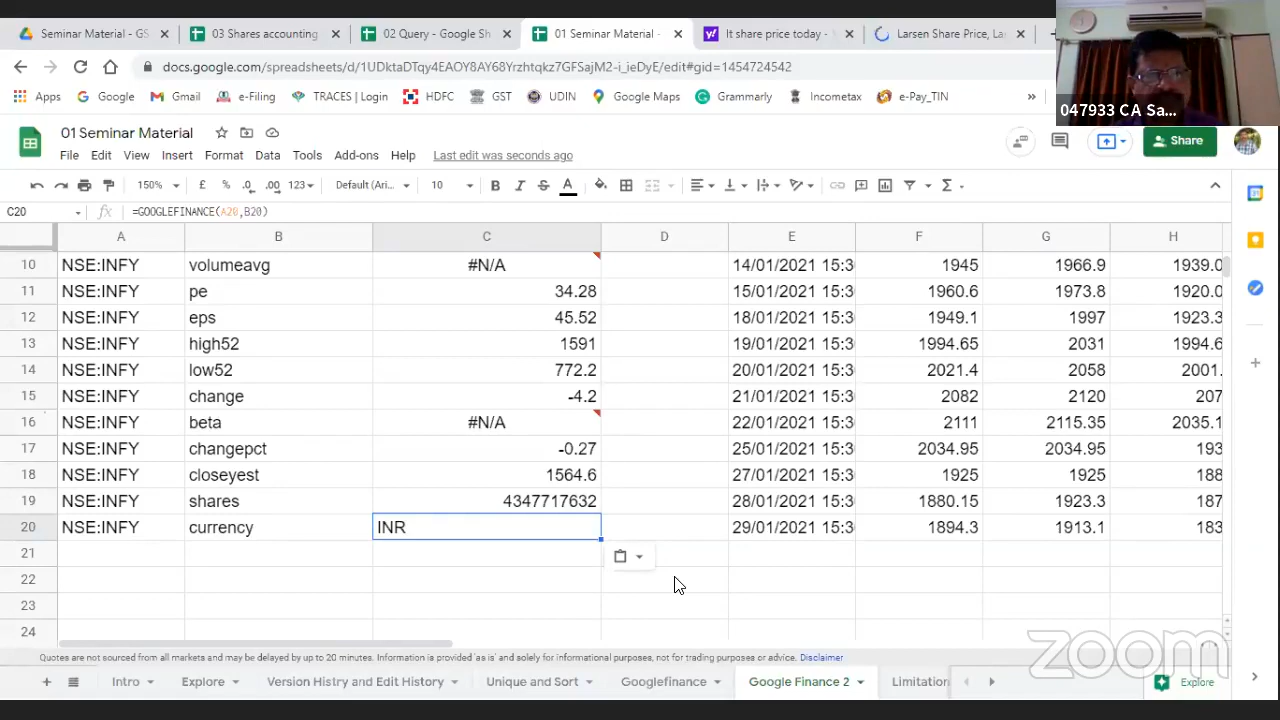 Seminar Material - GS
03 Shares accounting
02 Query - Google Sh
01 Seminar Material -
It share price today -
Larsen Share Price, La
docs.google.com/spreadsheets/d/1UDktaDTqy4EAOY8AY68Yrzhtqkz7GFSajM2-i_ieDyE/edit#gid=1454724542
Apps Google Gmail e-Filing TRACES | Login HDFC GST UDIN Google Maps Grammarly Incometax e-Pay_TIN »
047933 CA Sa...
01 Seminar Material
File Edit View Insert Format Data Tools Add-ons Help Last edit was seconds ago
Share
150% £ % .0 .00 123 Default (Ari... 10 B I S A Σ
C20 fx =GOOGLEFINANCE(A20,B20)
A B C D E F G H
10 NSE:INFY volumeavg #N/A 14/01/2021 15:3 1945 1966.9 1939.0
11 NSE:INFY pe 34.28 15/01/2021 15:3 1960.6 1973.8 1920.0
12 NSE:INFY eps 45.52 18/01/2021 15:3 1949.1 1997 1923.3
13 NSE:INFY high52 1591 19/01/2021 15:3 1994.65 2031 1994.6
14 NSE:INFY low52 772.2 20/01/2021 15:3 2021.4 2058 2001.
15 NSE:INFY change -4.2 21/01/2021 15:3 2082 2120 207
16 NSE:INFY beta #N/A 22/01/2021 15:3 2111 2115.35 2035.1
17 NSE:INFY changepct -0.27 25/01/2021 15:3 2034.95 2034.95 193
18 NSE:INFY closeyest 1564.6 27/01/2021 15:3 1925 1925 188
19 NSE:INFY shares 4347717632 28/01/2021 15:3 1880.15 1923.3 187
20 NSE:INFY currency INR 29/01/2021 15:3 1894.3 1913.1 183
21
22
23
24
zoom
Quotes are not sourced from all markets and may be delayed by up to 20 minutes. Information is provided 'as is' and solely for informational purposes, not for trading purposes or advice. Disclaimer
Intro Explore Version Histry and Edit History Unique and Sort Googlefinance Google Finance 2 Limitation Explore